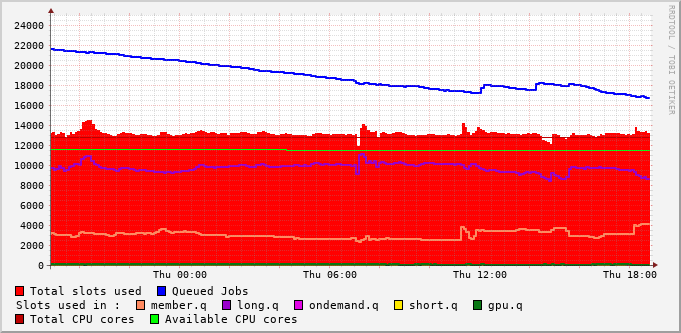 RRDTOOL / TOBI OETIKER
24000
22000
20000
18000
16000
14000
12000
10000
8000
6000
4000
2000
0
Thu 00:00 Thu 06:00 Thu 12:00 Thu 18:00
Total slots used Queued Jobs
Slots used in : member.q long.q ondemand.q short.q gpu.q
Total CPU cores Available CPU cores